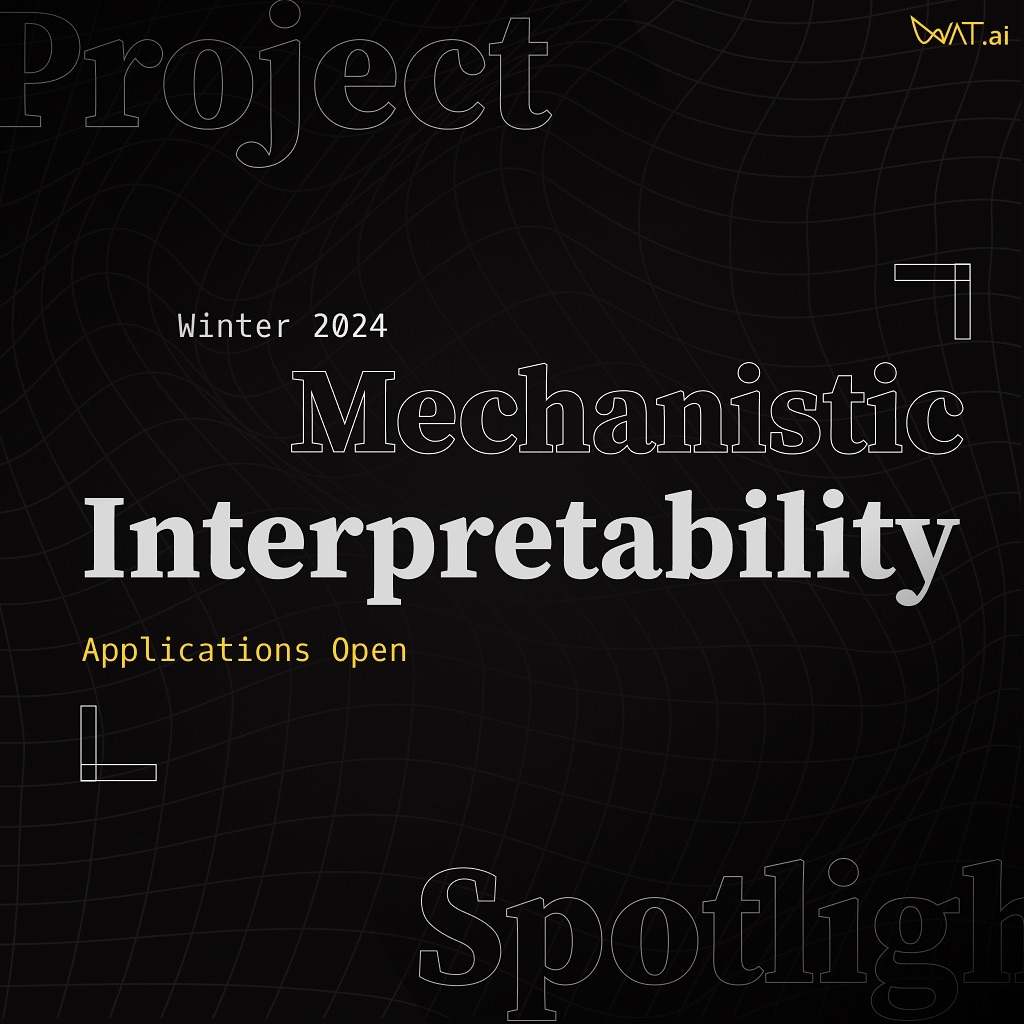 Project
WAT.ai
Winter 2024
Mechanistic
Interpretability
Applications Open
Spotligh